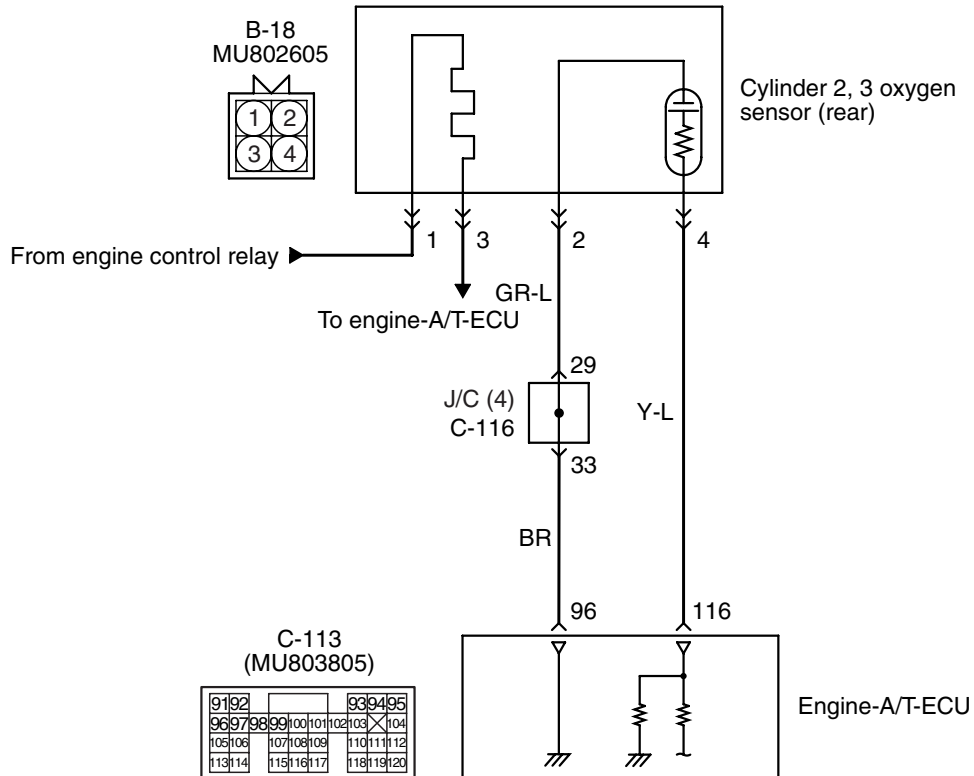 B-18
MU802605
1 2
3 4
Cylinder 2, 3 oxygen
sensor (rear)
1 3 2 4
From engine control relay
GR-L
To engine-A/T-ECU
29
J/C (4)
C-116
Y-L
33
BR
96 116
C-113
(MU803805)
Engine-A/T-ECU
91 92 93 94 95
96 97 98 99 100 101 102 103 104
105 106 107 108 109 110 111 112
113 114 115 116 117 118 119 120